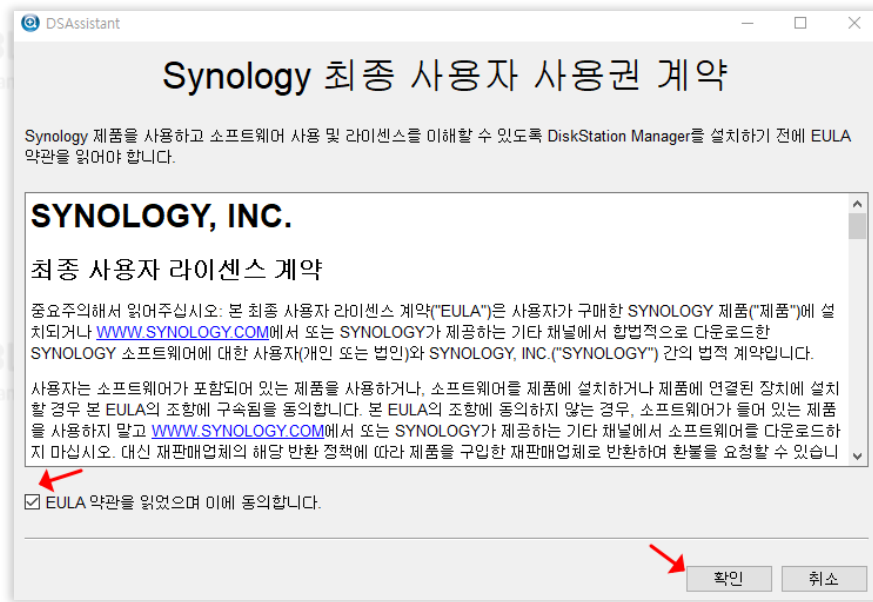 DSAssistant
Synology 최종 사용자 사용권 계약
Synology 제품을 사용하고 소프트웨어 사용 및 라이센스를 이해할 수 있도록 DiskStation Manager를 설치하기 전에 EULA
약관을 읽어야 합니다.
SYNOLOGY, INC.
최종 사용자 라이센스 계약
중요주의해서 읽어주십시오: 본 최종 사용자 라이센스 계약("EULA")은 사용자가 구매한 SYNOLOGY 제품("제품")에 설
치되거나 WWW.SYNOLOGY.COM에서 또는 SYNOLOGY가 제공하는 기타 채널에서 합법적으로 다운로드한
SYNOLOGY 소프트웨어에 대한 사용자(개인 또는 법인)와 SYNOLOGY, INC.("SYNOLOGY") 간의 법적 계약입니다.
사용자는 소프트웨어가 포함되어 있는 제품을 사용하거나, 소프트웨어를 제품에 설치하거나 제품에 연결된 장치에 설치
할 경우 본 EULA의 조항에 구속됨을 동의합니다. 본 EULA의 조항에 동의하지 않는 경우, 소프트웨어가 들어 있는 제품
을 사용하지 말고 WWW.SYNOLOGY.COM에서 또는 SYNOLOGY가 제공하는 기타 채널에서 소프트웨어를 다운로드하
지 마십시오. 대신 재판매업체의 해당 반환 정책에 따라 제품을 구입한 재판매업체로 반환하여 환불을 요청할 수 있습니
EULA 약관을 읽었으며 이에 동의합니다.
확인
취소